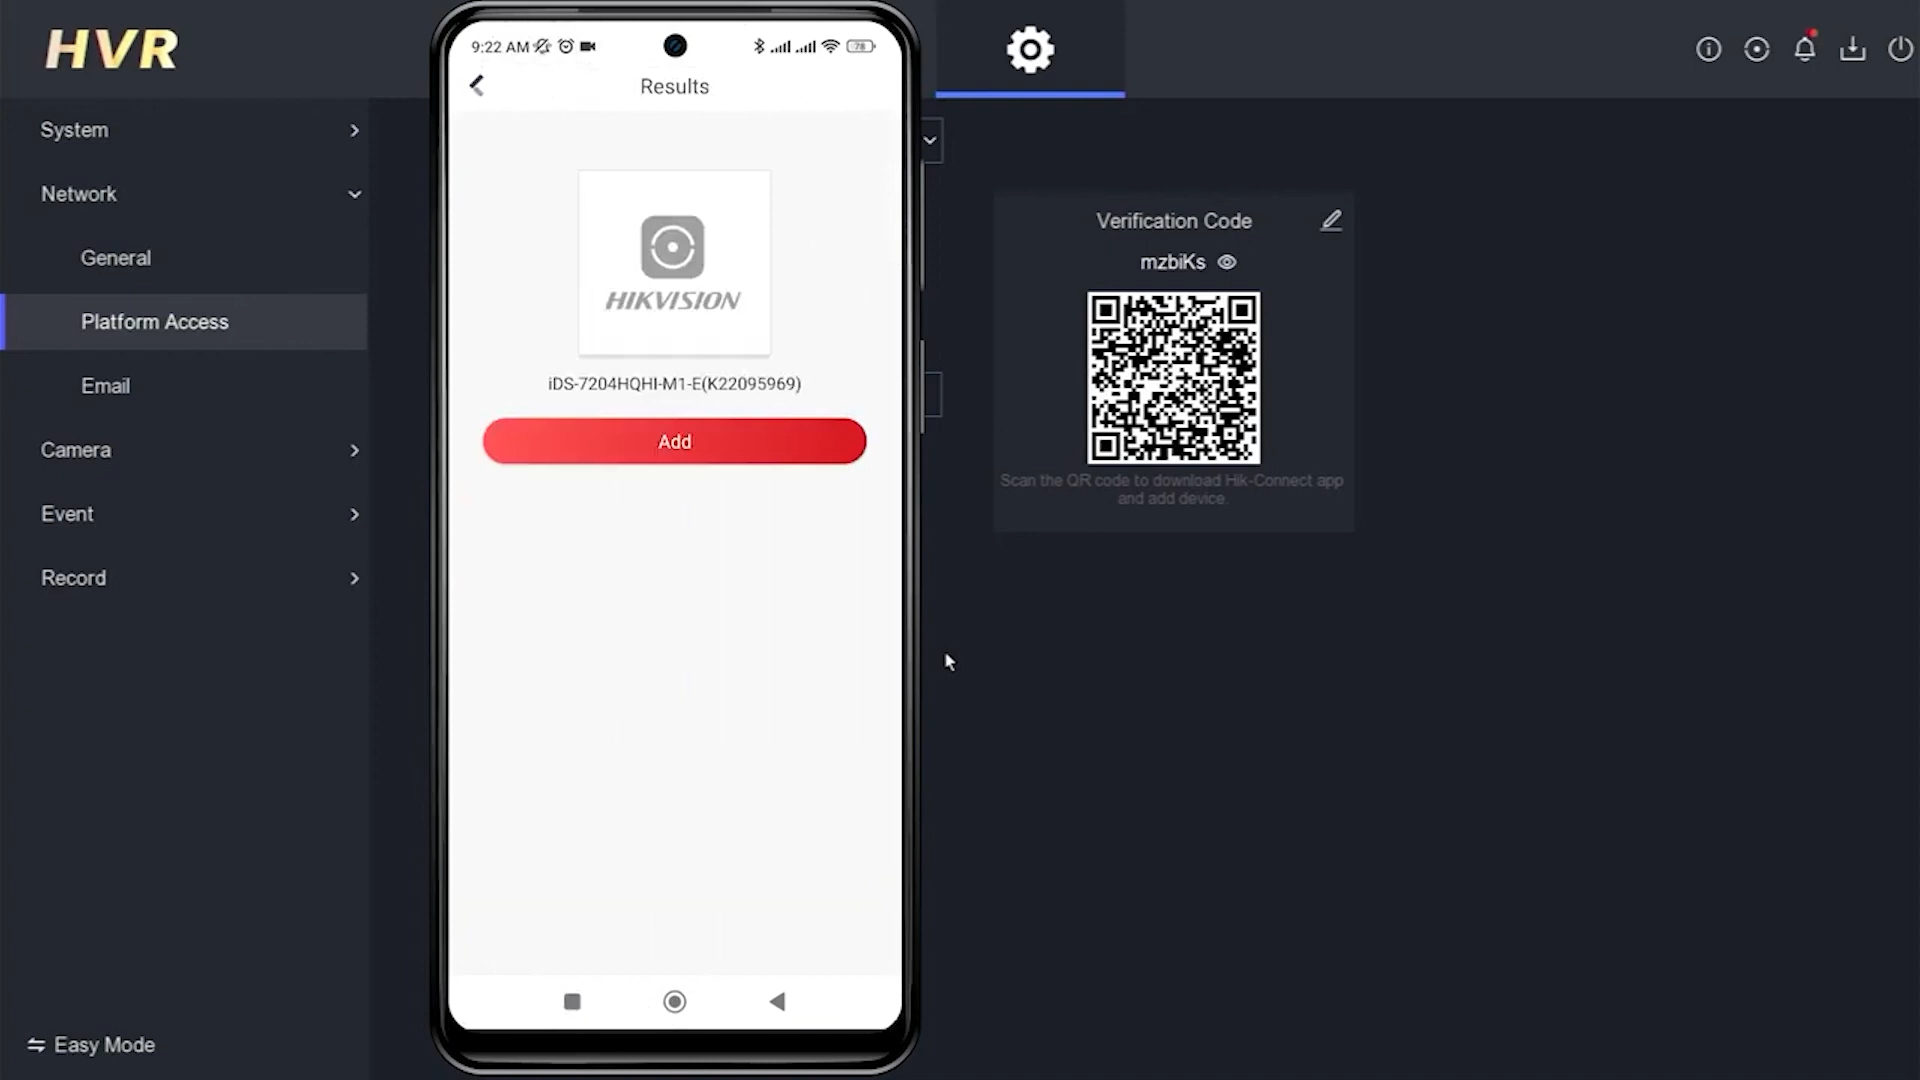 HVR
System
Network
General
Platform Access
Email
Camera
Event
Record
Easy Mode
9:22 AM
78
Results
HIKVISION
iDS-7204HQHI-M1-E(K22095969)
Add
Verification Code
mzbiKs
Scan the QR code to download Hik-Connect app
and add device.